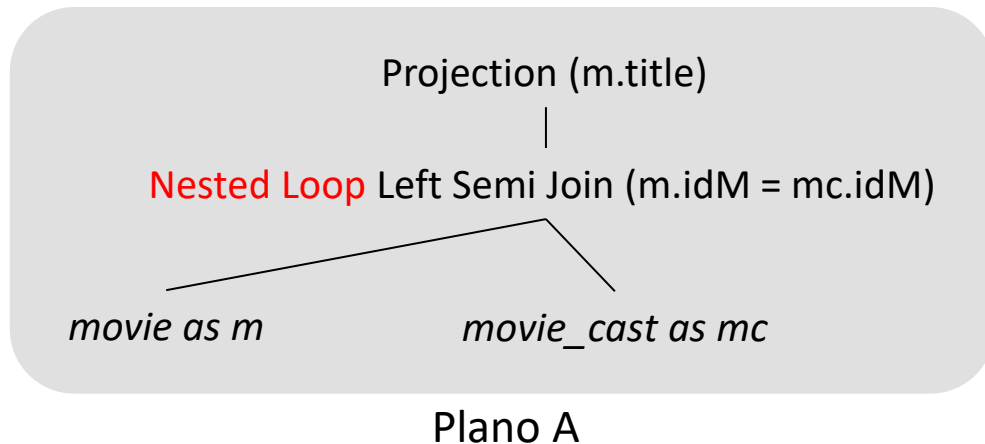 Projection (m.title)
Nested Loop Left Semi Join (m.idM = mc.idM)
movie as m movie_cast as mc
Plano A